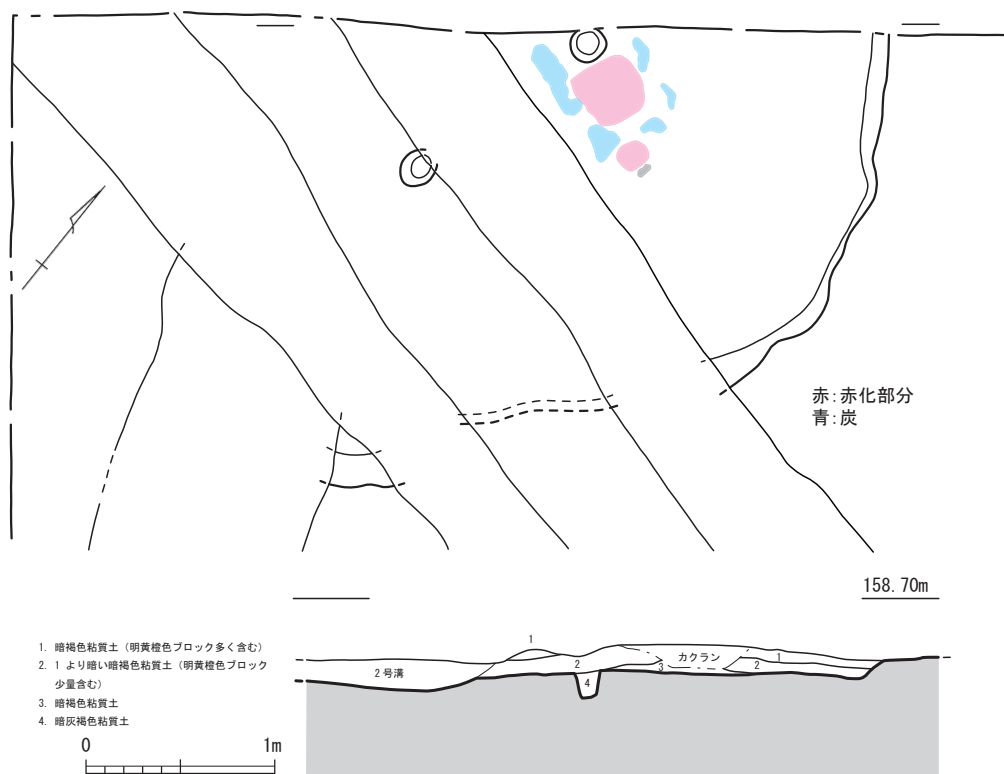 赤:赤化部分
青:炭
158.70m
1. 暗褐色粘質土（明黄橙色ブロック多く含む）
2. 1 より暗い暗褐色粘質土（明黄橙色ブロック
少量含む）
3. 暗褐色粘質土
4. 暗灰褐色粘質土
1
2号溝
2
3
カクラン
1
2
4
0
1m